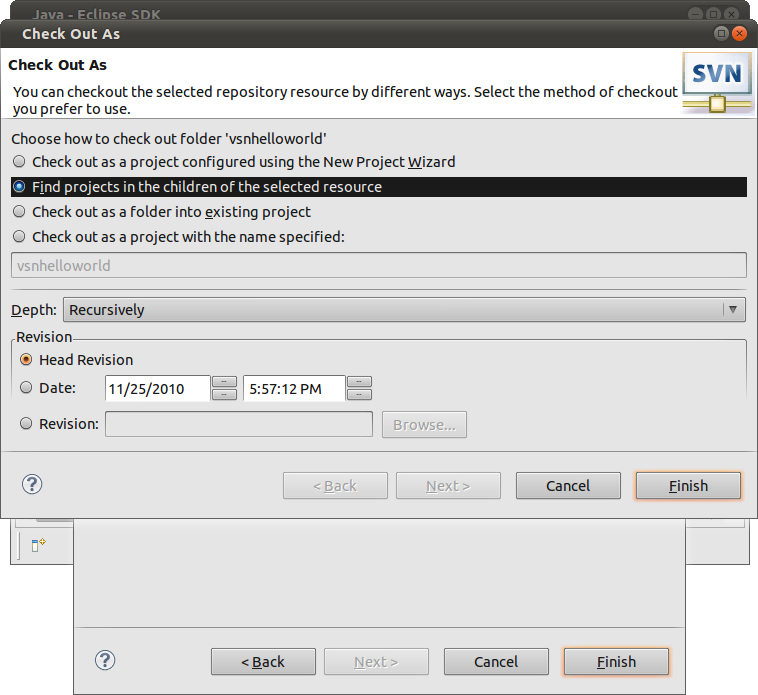 Java - Eclipse SDK
Check Out As
Check Out As
You can checkout the selected repository resource by different ways. Select the method of checkout
you prefer to use.
SVN
Choose how to check out folder 'vsnhelloworld'
Check out as a project configured using the New Project Wizard
Find projects in the children of the selected resource
Check out as a folder into existing project
Check out as a project with the name specified:
vsnhelloworld
Depth: Recursively
Revision
Head Revision
Date: 11/25/2010 5:57:12 PM
Revision: Browse...
< Back Next > Cancel Finish
< Back Next > Cancel Finish